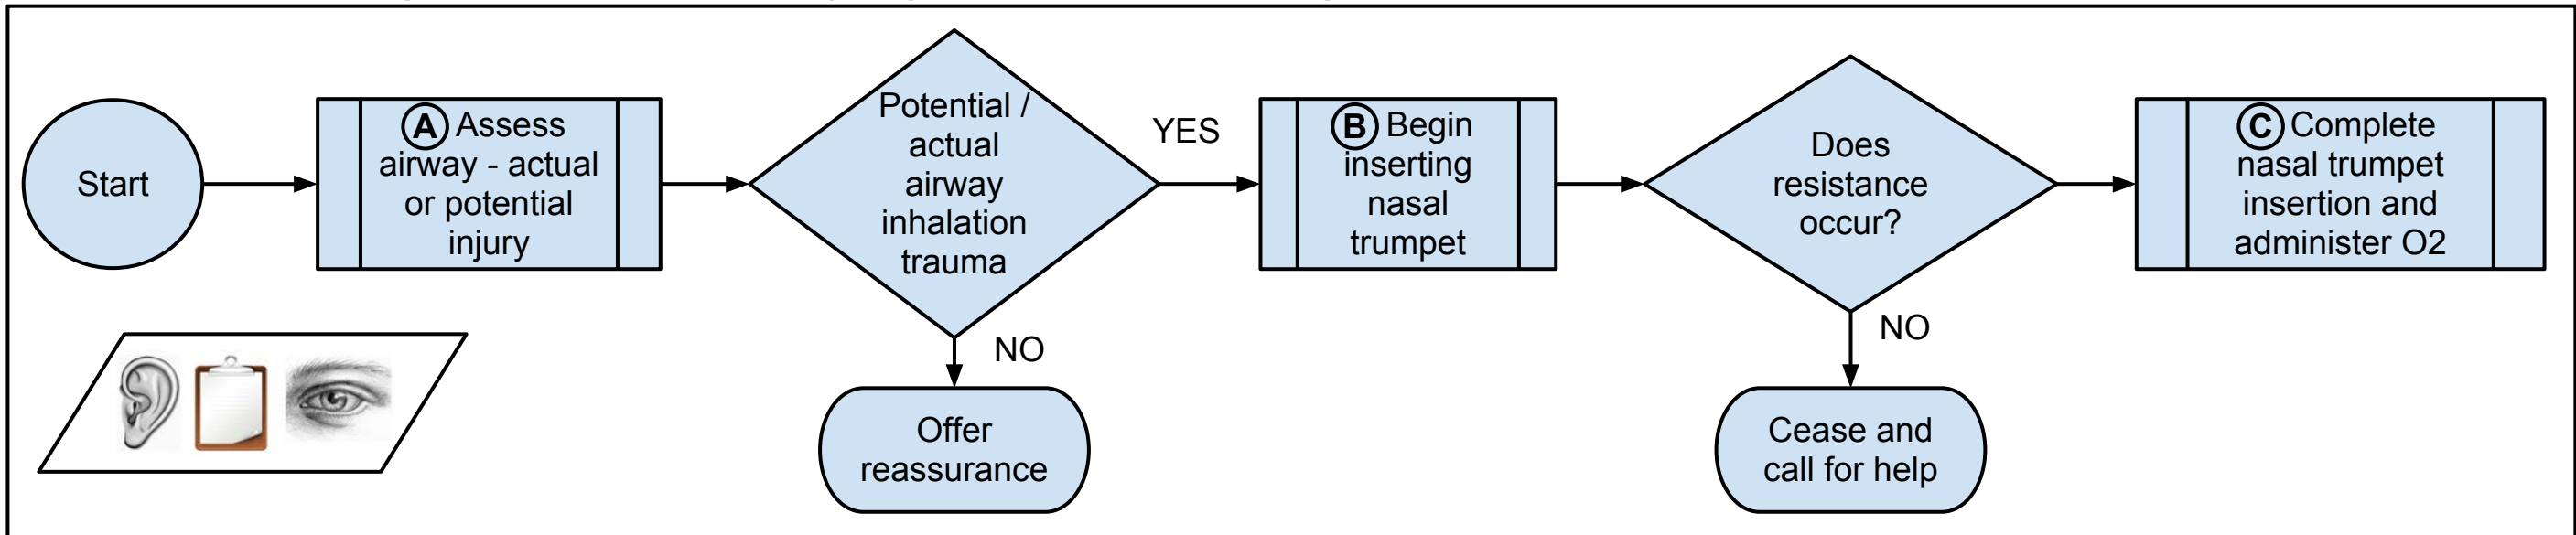 Start
A Assess
airway - actual
or potential
injury
Potential /
actual
airway
inhalation
trauma
YES
NO
Offer
reassurance
B Begin
inserting
nasal
trumpet
Does
resistance
occur?
NO
Cease and
call for help
C Complete
nasal trumpet
insertion and
administer O2